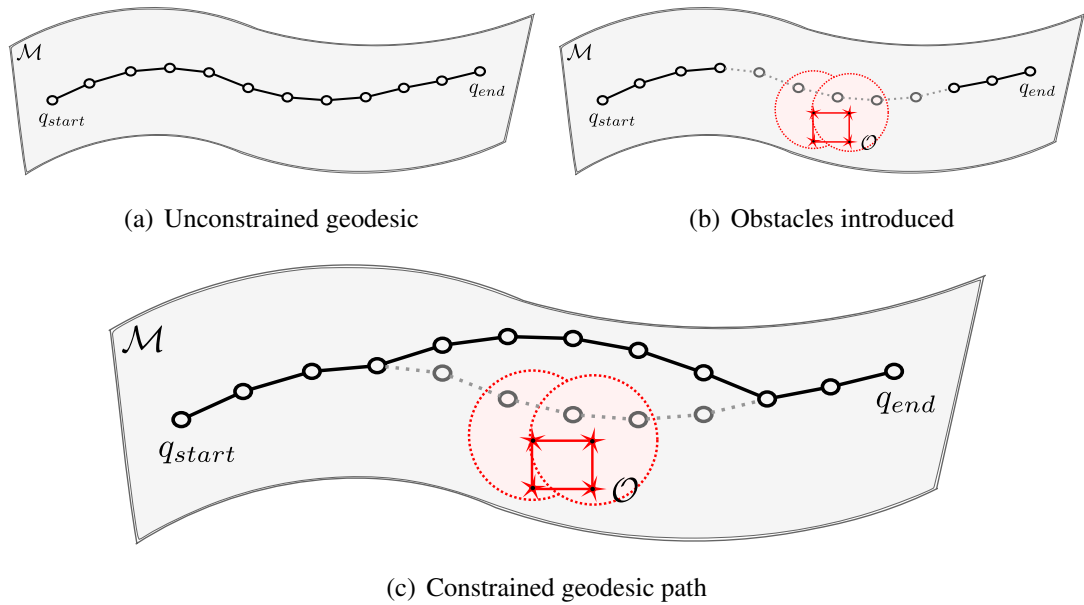 ℳ
q_start
q_end
(a) Unconstrained geodesic
ℳ
q_start
q_end
𝒪
(b) Obstacles introduced
ℳ
q_start
q_end
𝒪
(c) Constrained geodesic path